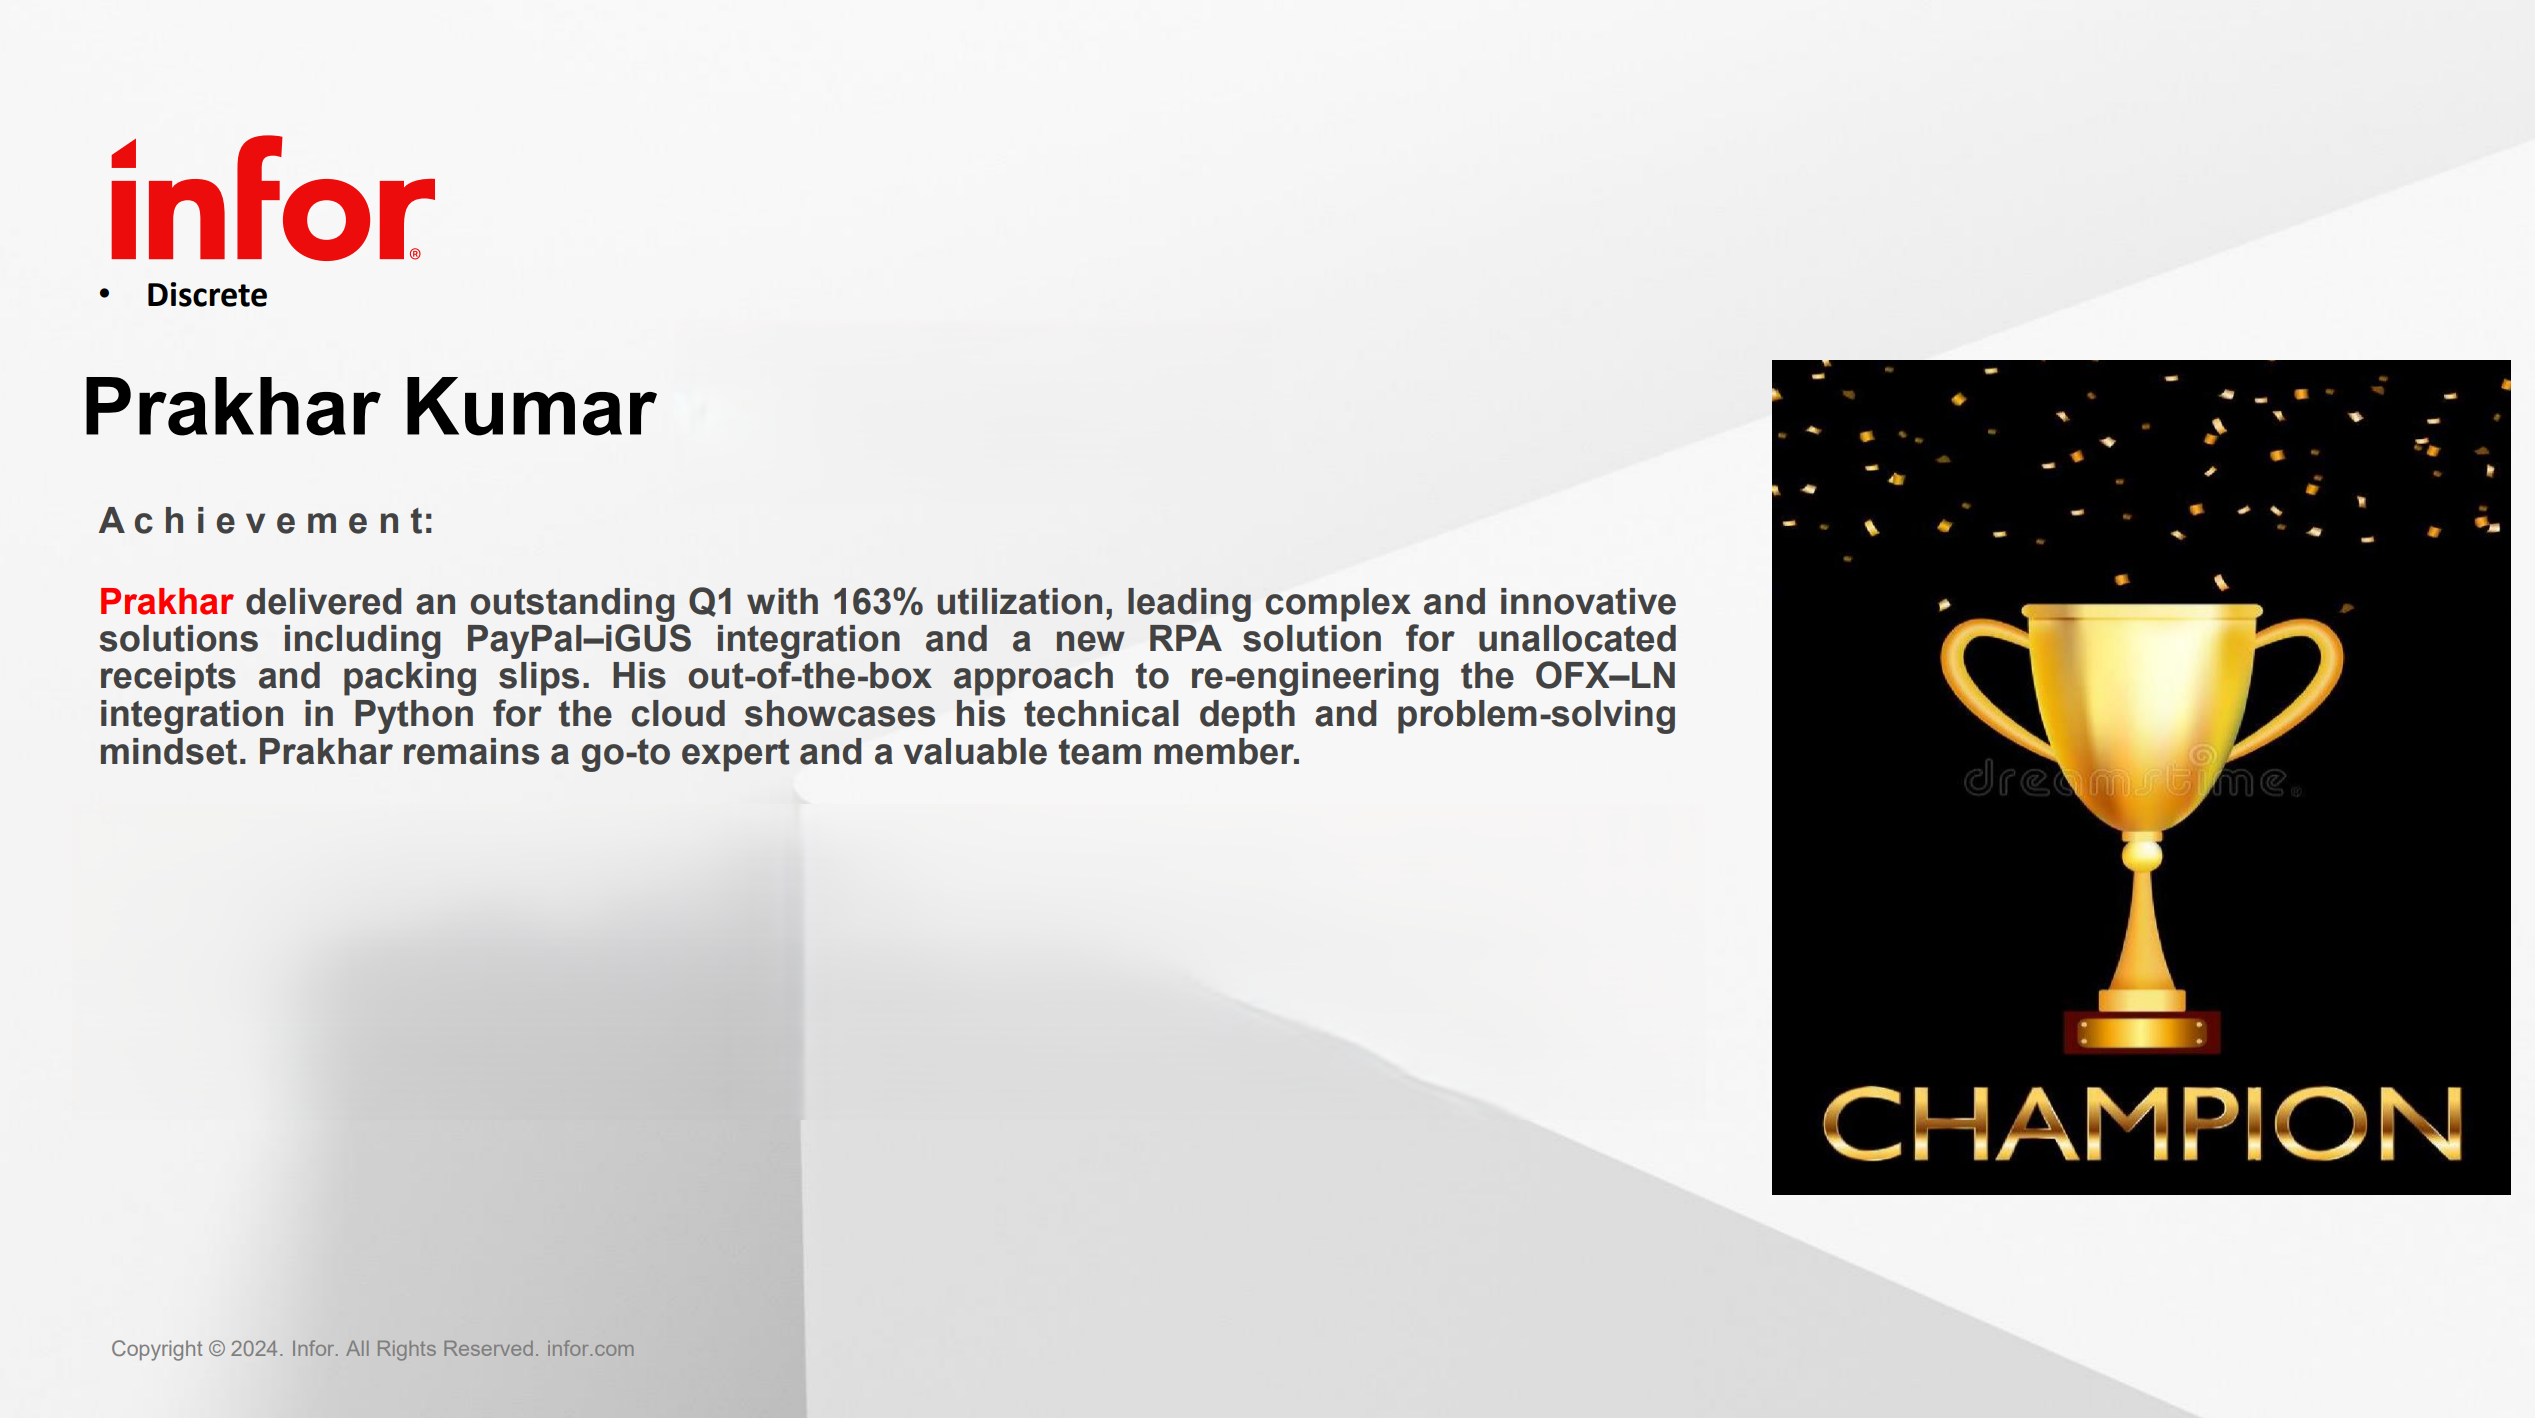 infor®
• Discrete
Prakhar Kumar
Achievement:
Prakhar delivered an outstanding Q1 with 163% utilization, leading complex and innovative
solutions including PayPal–iGUS integration and a new RPA solution for unallocated
receipts and packing slips. His out-of-the-box approach to re-engineering the OFX–LN
integration in Python for the cloud showcases his technical depth and problem-solving
mindset. Prakhar remains a go-to expert and a valuable team member.
dreamstime®
CHAMPION
Copyright © 2024. Infor. All Rights Reserved. infor.com